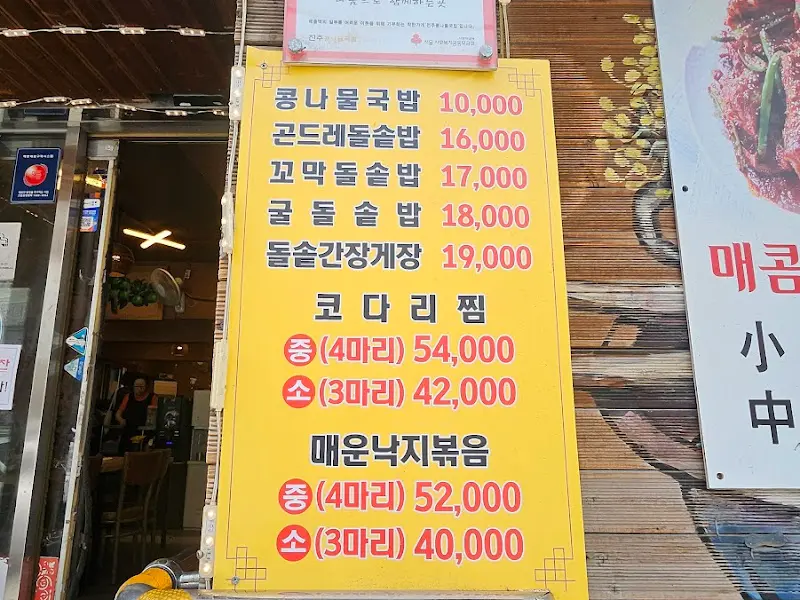 콩나물국밥 10,000
곤드레돌솥밥 16,000
꼬막돌솥밥 17,000
굴돌솥밥 18,000
돌솥간장게장 19,000
코다리찜
중 (4마리) 54,000
소 (3마리) 42,000
매운낙지볶음
중 (4마리) 52,000
소 (3마리) 40,000
매콤
小
中